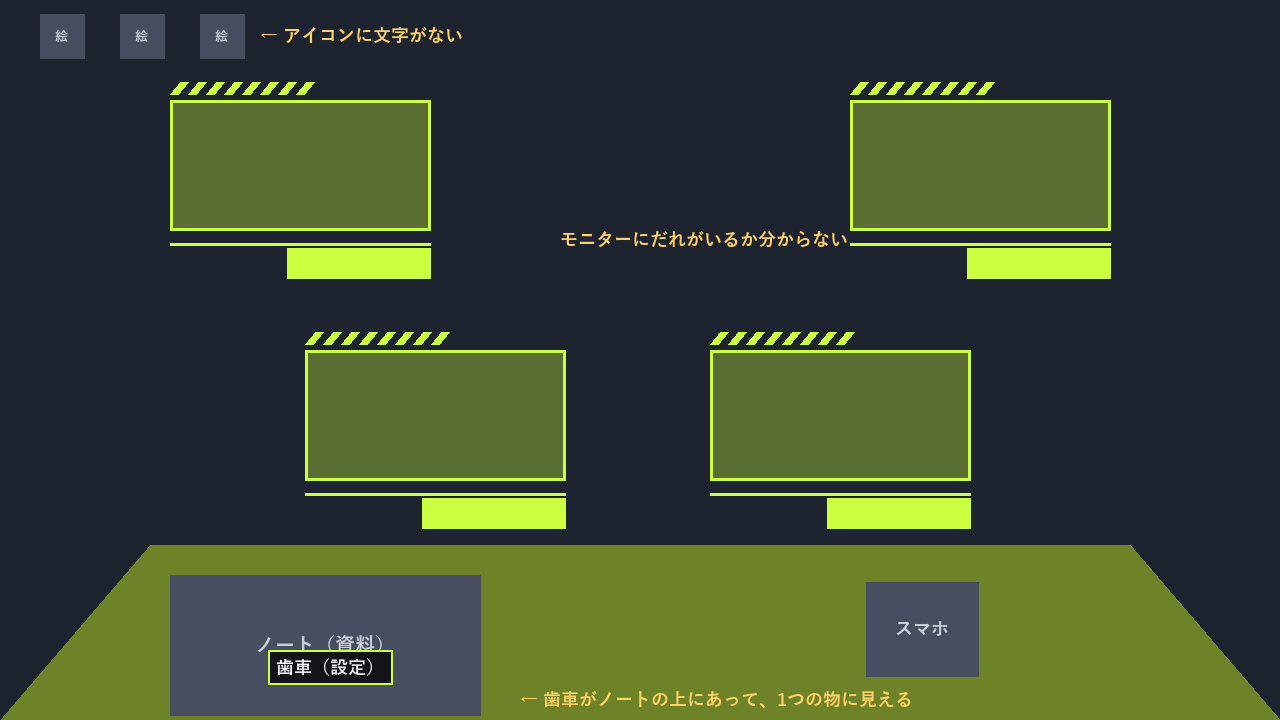 絵
絵
絵
← アイコンに文字がない
モニターにだれがいるか分からない
ノート（資料）
歯車（設定）
スマホ
← 歯車がノートの上にあって、1つの物に見える